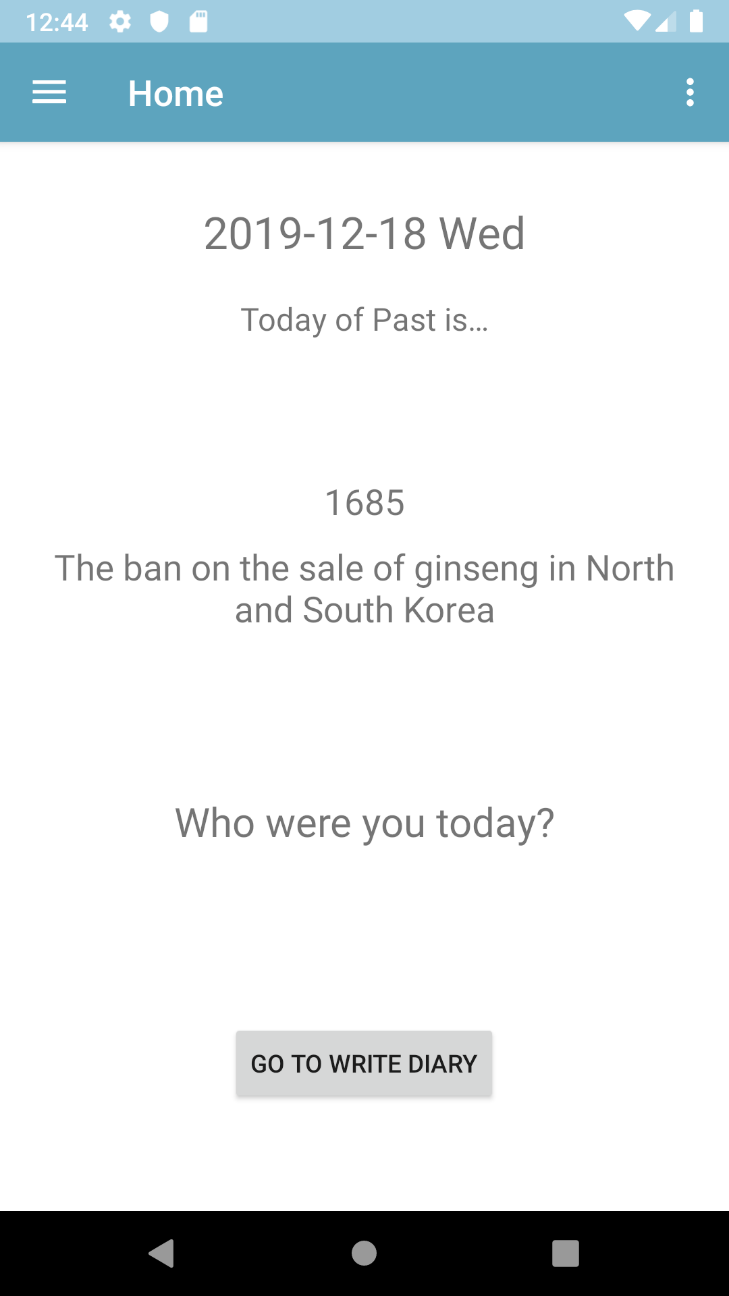 12:44
Home
2019-12-18 Wed
Today of Past is...
1685
The ban on the sale of ginseng in North
and South Korea
Who were you today?
GO TO WRITE DIARY